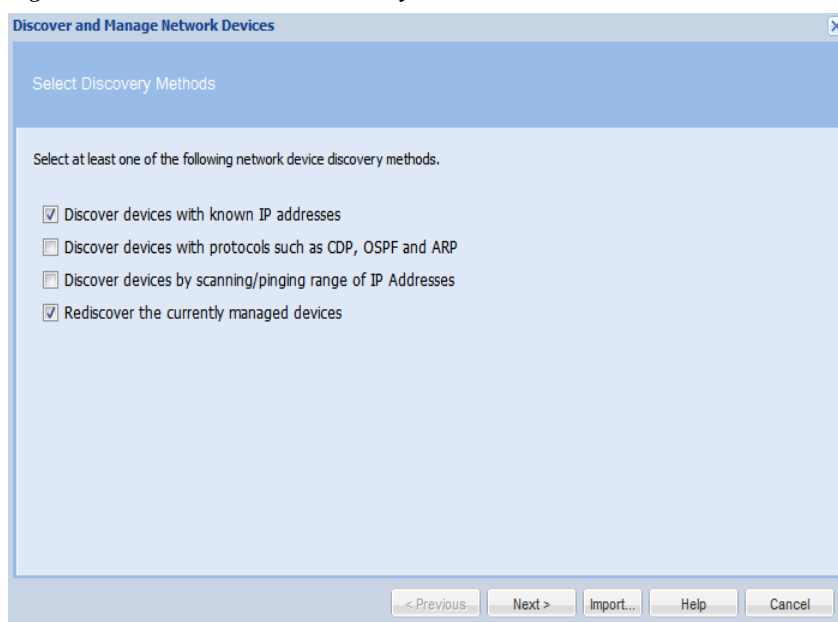 Discover and Manage Network Devices
Select Discovery Methods
Select at least one of the following network device discovery methods.
Discover devices with known IP addresses
Discover devices with protocols such as CDP, OSPF and ARP
Discover devices by scanning/pinging range of IP Addresses
Rediscover the currently managed devices
< Previous Next > Import... Help Cancel